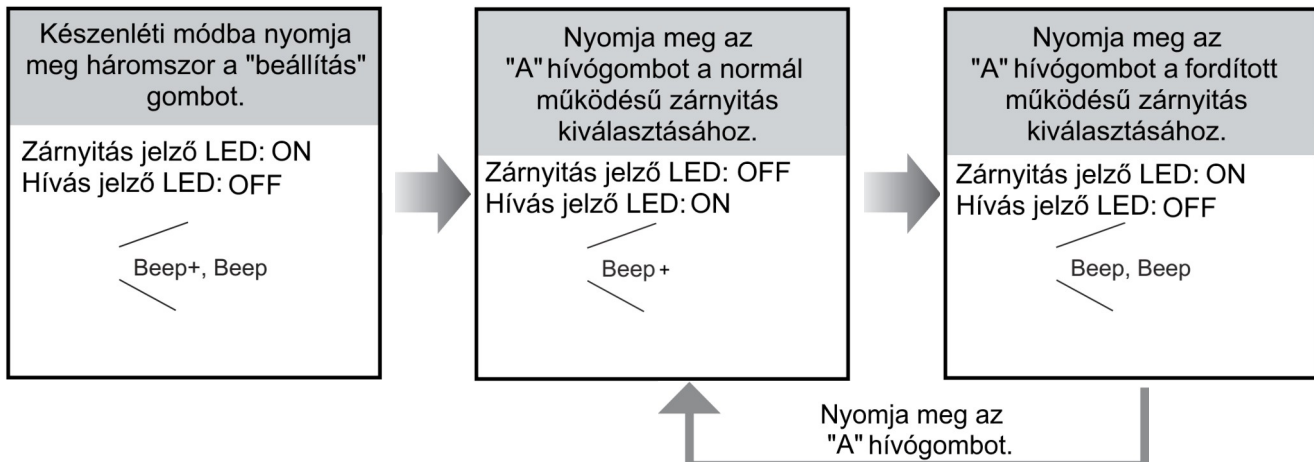 Készenléti módba nyomja
meg háromszor a "beállítás"
gombot.
Zárnyitás jelző LED: ON
Hívás jelző LED: OFF
Beep+, Beep
Nyomja meg az
"A" hívógombot a normál
működésű zárnyitás
kiválasztásához.
Zárnyitás jelző LED: OFF
Hívás jelző LED: ON
Beep+
Nyomja meg az
"A" hívógombot a fordított
működésű zárnyitás
kiválasztásához.
Zárnyitás jelző LED: ON
Hívás jelző LED: OFF
Beep, Beep
Nyomja meg az
"A" hívógombot.